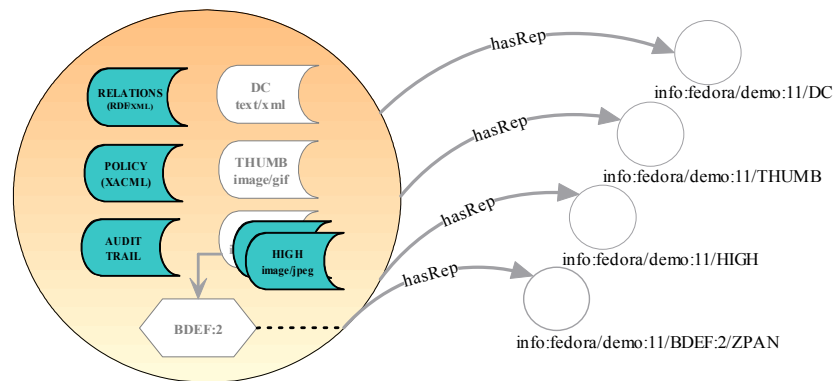 RELATIONS
(RDF/XML)
DC
text/xml
POLICY
(XACML)
THUMB
image/gif
AUDIT
TRAIL
HIGH
image/jpeg
BDEF:2
hasRep
info:fedora/demo:11/DC
hasRep
info:fedora/demo:11/THUMB
hasRep
info:fedora/demo:11/HIGH
hasRep
info:fedora/demo:11/BDEF:2/ZPAN